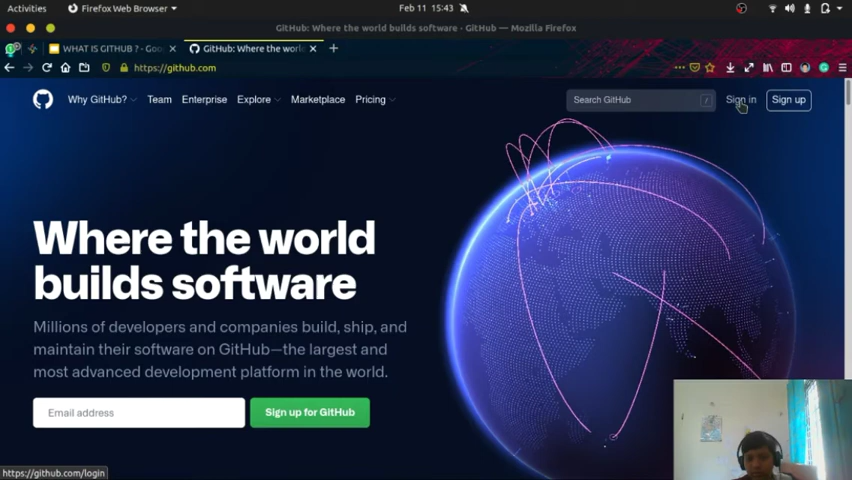 Activities
Firefox Web Browser
Feb 11 15:43
GitHub: Where the world builds software · GitHub — Mozilla Firefox
WHAT IS GITHUB ? - Goo
GitHub: Where the worl
https://github.com
Why GitHub?
Team
Enterprise
Explore
Marketplace
Pricing
Search GitHub
/
Sign in
Sign up
Where the world
builds software
Millions of developers and companies build, ship, and
maintain their software on GitHub—the largest and
most advanced development platform in the world.
Email address
Sign up for GitHub
https://github.com/login